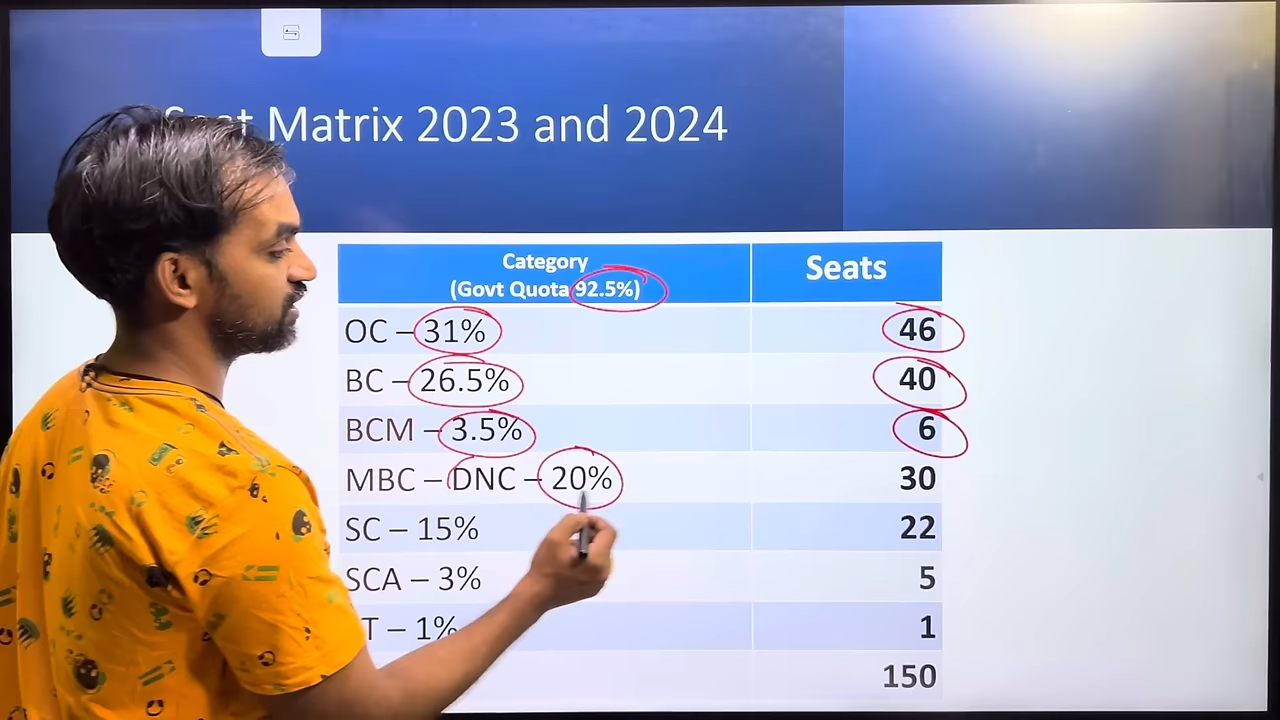 Matrix 2023 and 2024
Category
(Govt Quota 92.5%)
Seats
OC – 31%
46
BC – 26.5%
40
BCM – 3.5%
6
MBC – DNC – 20%
30
SC – 15%
22
SCA – 3%
5
T – 1%
1
150